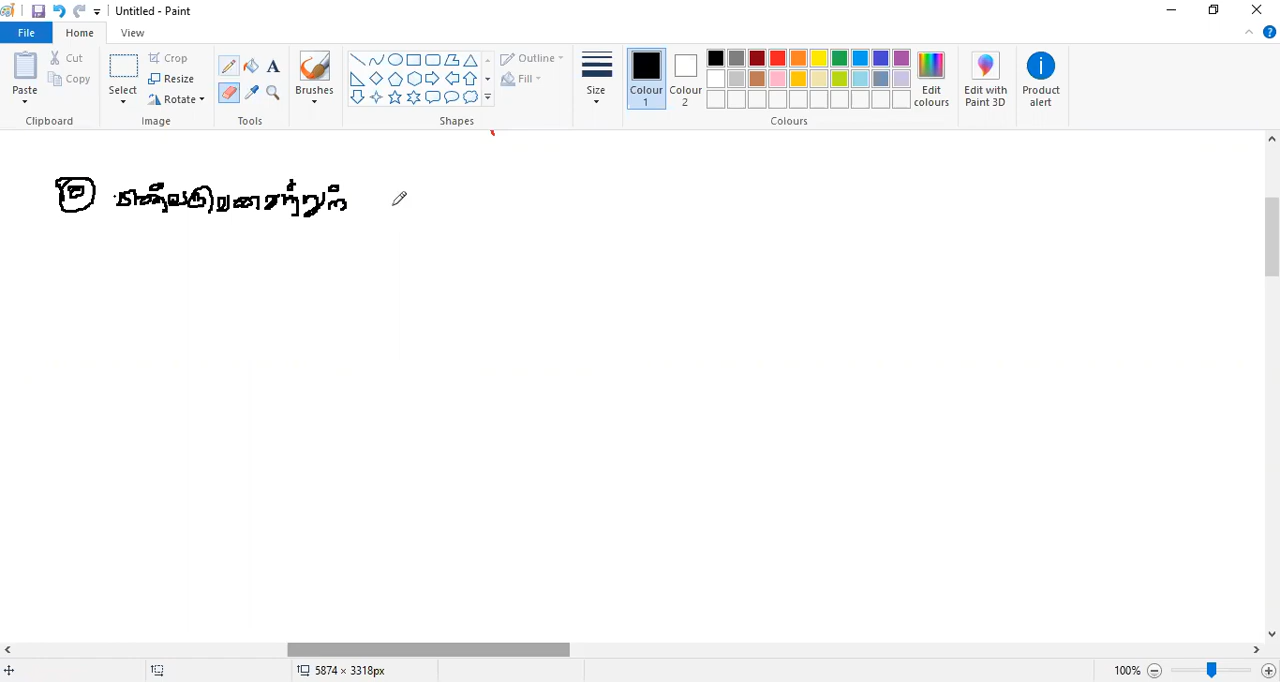 Untitled - Paint
File Home View
Paste Cut Copy Clipboard
Select Crop Resize Rotate Image
Tools
Brushes
Outline Fill Shapes
Size
Colour 1 Colour 2 Edit colours Colours
Edit with Paint 3D
Product alert
5874 × 3318px 100%